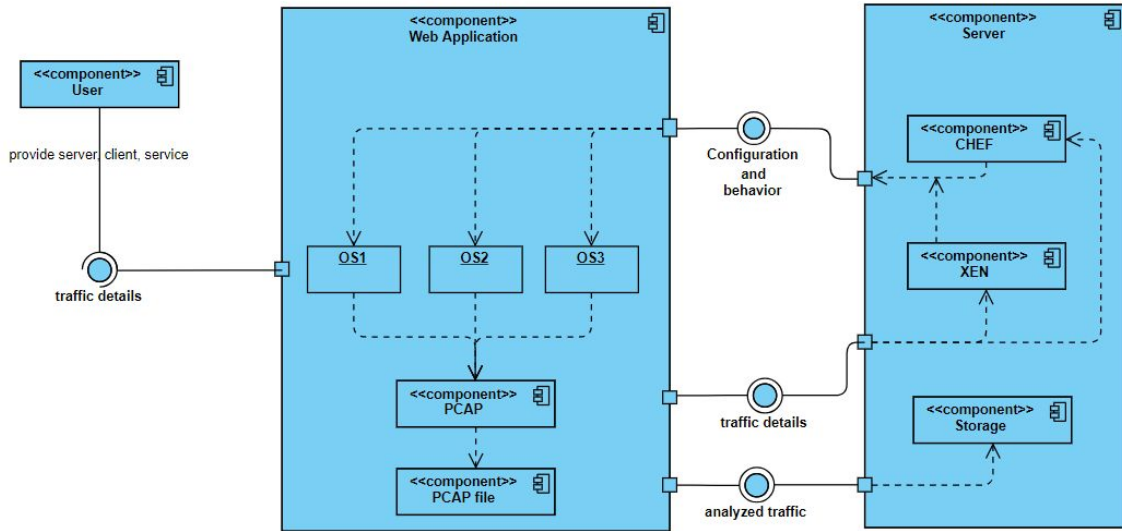 <<component>>
User
provide server, client, service
traffic details
<<component>>
Web Application
OS1
OS2
OS3
<<component>>
PCAP
<<component>>
PCAP file
Configuration
and
behavior
traffic details
analyzed traffic
<<component>>
Server
<<component>>
CHEF
<<component>>
XEN
<<component>>
Storage